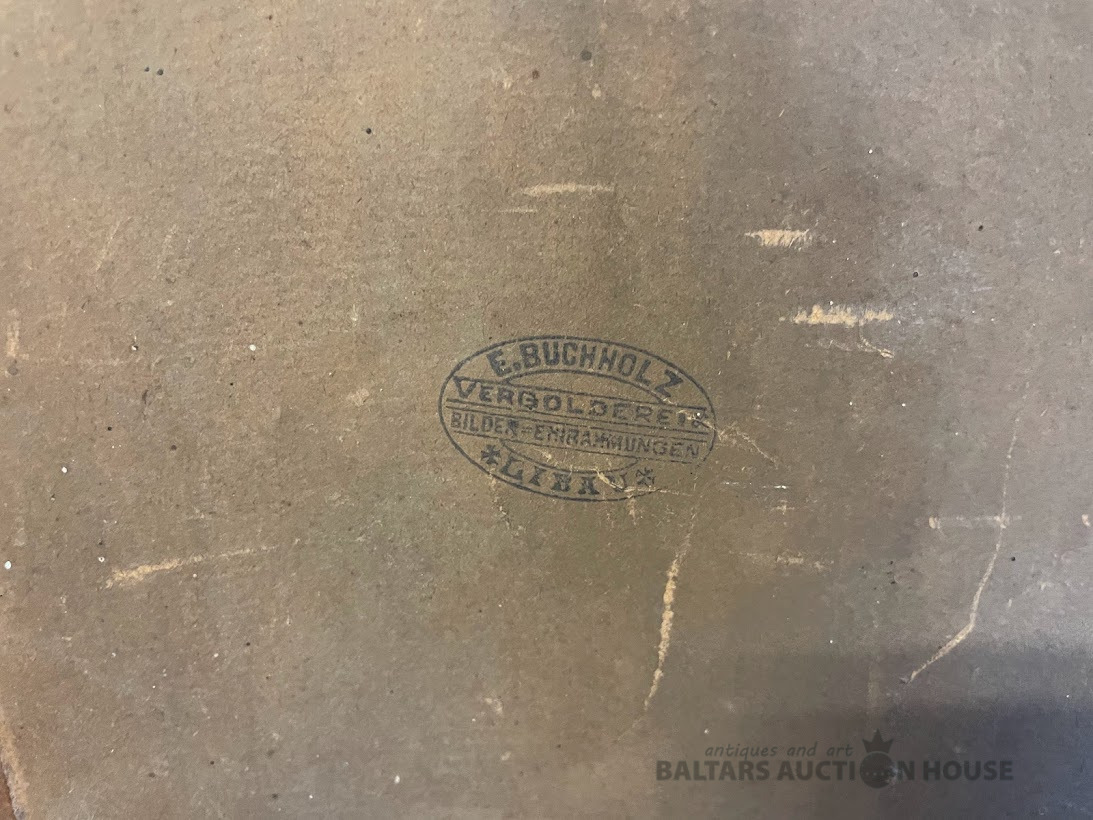 E. BUCHHOLZ
VERGOLDEREI
BILDER=EINRAHMUNGEN
*LIBAU*
antiques and art
BALTARS AUCTION HOUSE